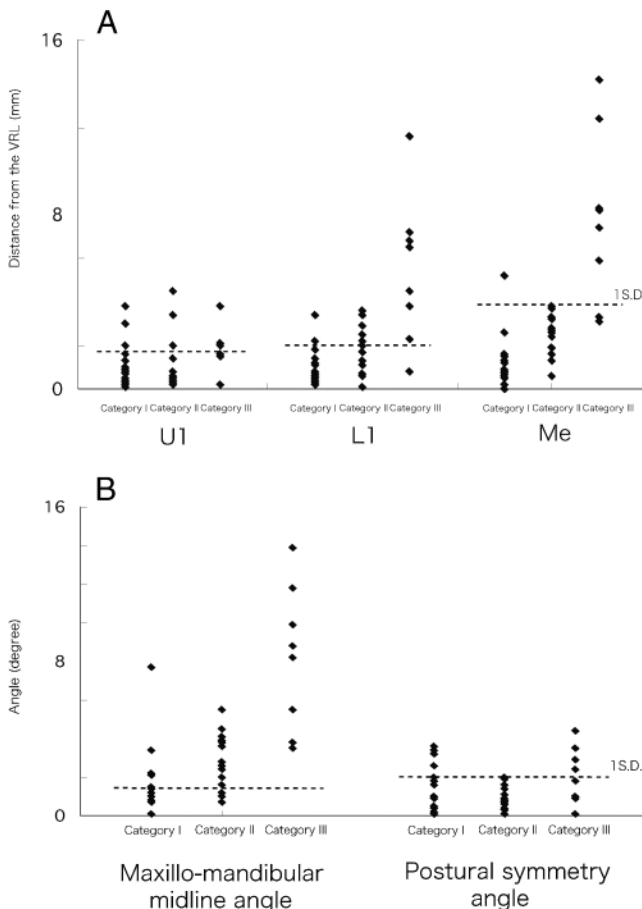 A
16
Distance from the VRL (mm)
8
1S.D
0
Category I Category II Category III Category I Category II Category III Category I Category II Category III
U1 L1 Me
B
16
Angle (degree)
8
1S.D.
0
Category I Category II Category III Category I Category II Category III
Maxillo-mandibular midline angle
Postural symmetry angle